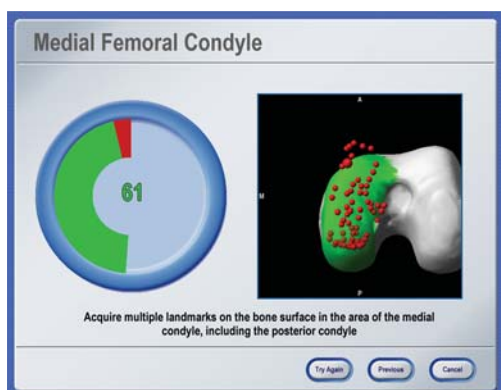 Medial Femoral Condyle
61
A
M
P
Acquire multiple landmarks on the bone surface in the area of the medial
condyle, including the posterior condyle
Try Again
Previous
Cancel